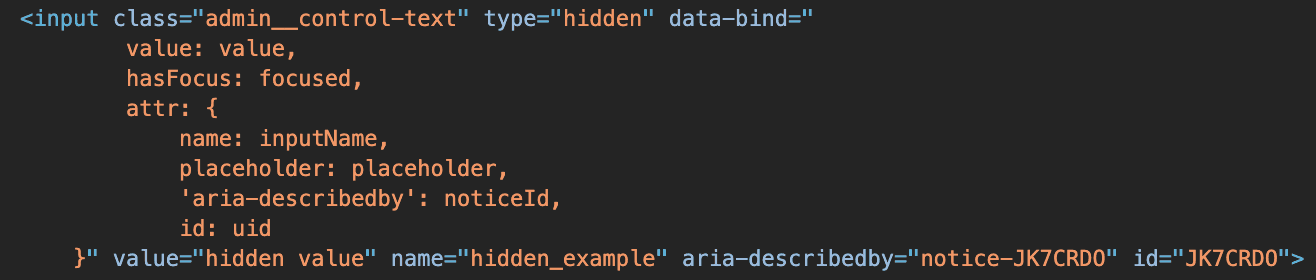 <input class="admin__control-text" type="hidden" data-bind="
value: value,
hasFocus: focused,
attr: {
name: inputName,
placeholder: placeholder,
'aria-describedby': noticeId,
id: uid
}" value="hidden value" name="hidden_example" aria-describedby="notice-JK7CRDO" id="JK7CRDO">